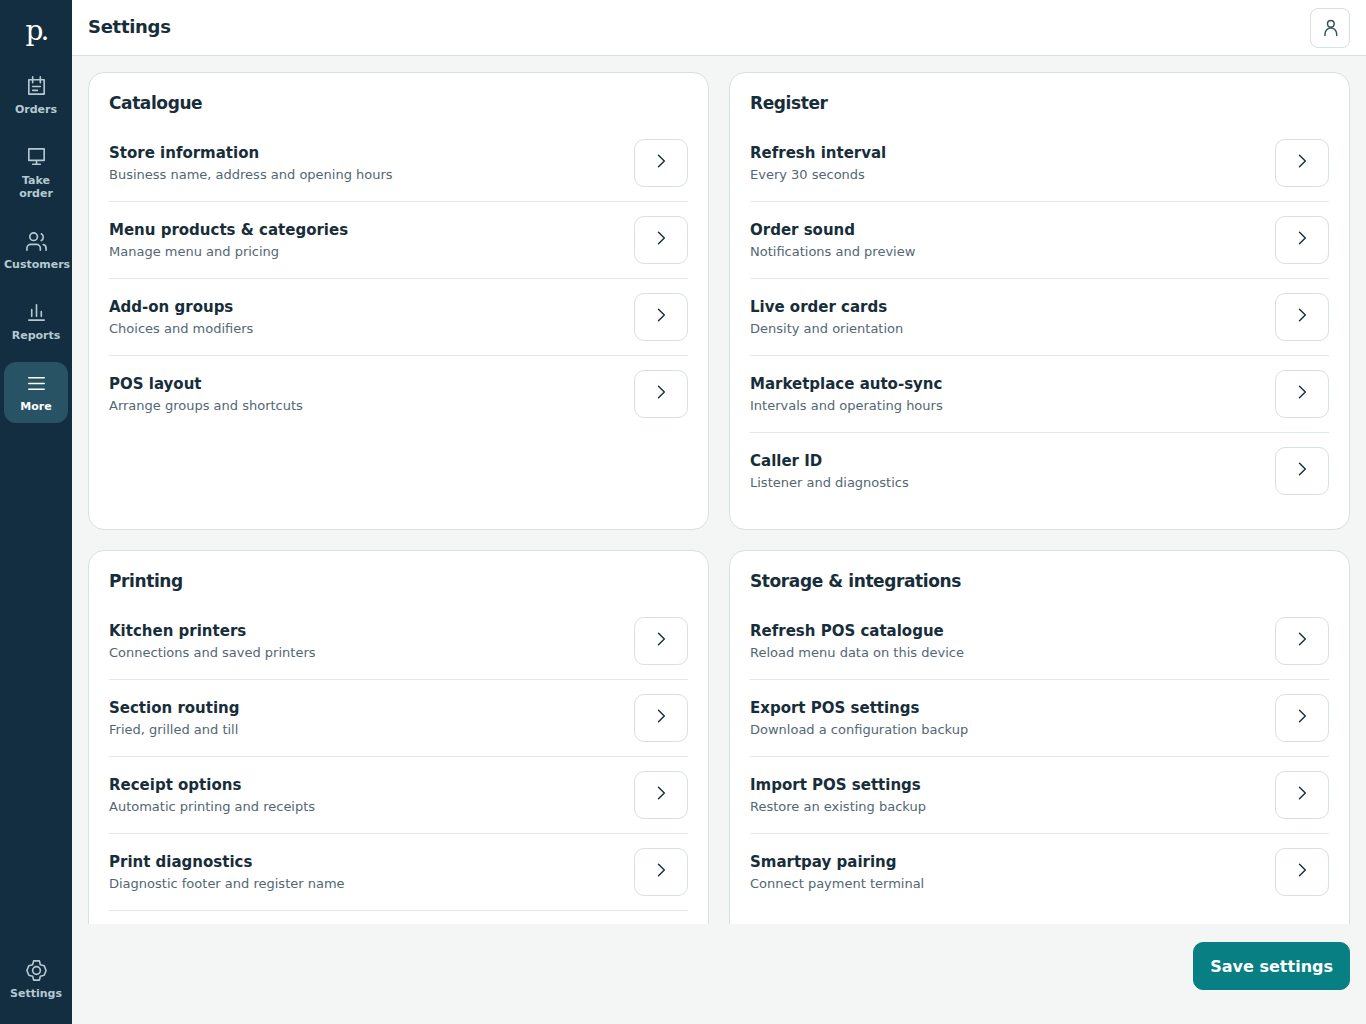 p.
Orders
Take
order
Customers
Reports
More
Settings
Settings
Catalogue
Store information
Business name, address and opening hours
Menu products & categories
Manage menu and pricing
Add-on groups
Choices and modifiers
POS layout
Arrange groups and shortcuts
Register
Refresh interval
Every 30 seconds
Order sound
Notifications and preview
Live order cards
Density and orientation
Marketplace auto-sync
Intervals and operating hours
Caller ID
Listener and diagnostics
Printing
Kitchen printers
Connections and saved printers
Section routing
Fried, grilled and till
Receipt options
Automatic printing and receipts
Print diagnostics
Diagnostic footer and register name
Storage & integrations
Refresh POS catalogue
Reload menu data on this device
Export POS settings
Download a configuration backup
Import POS settings
Restore an existing backup
Smartpay pairing
Connect payment terminal
Save settings